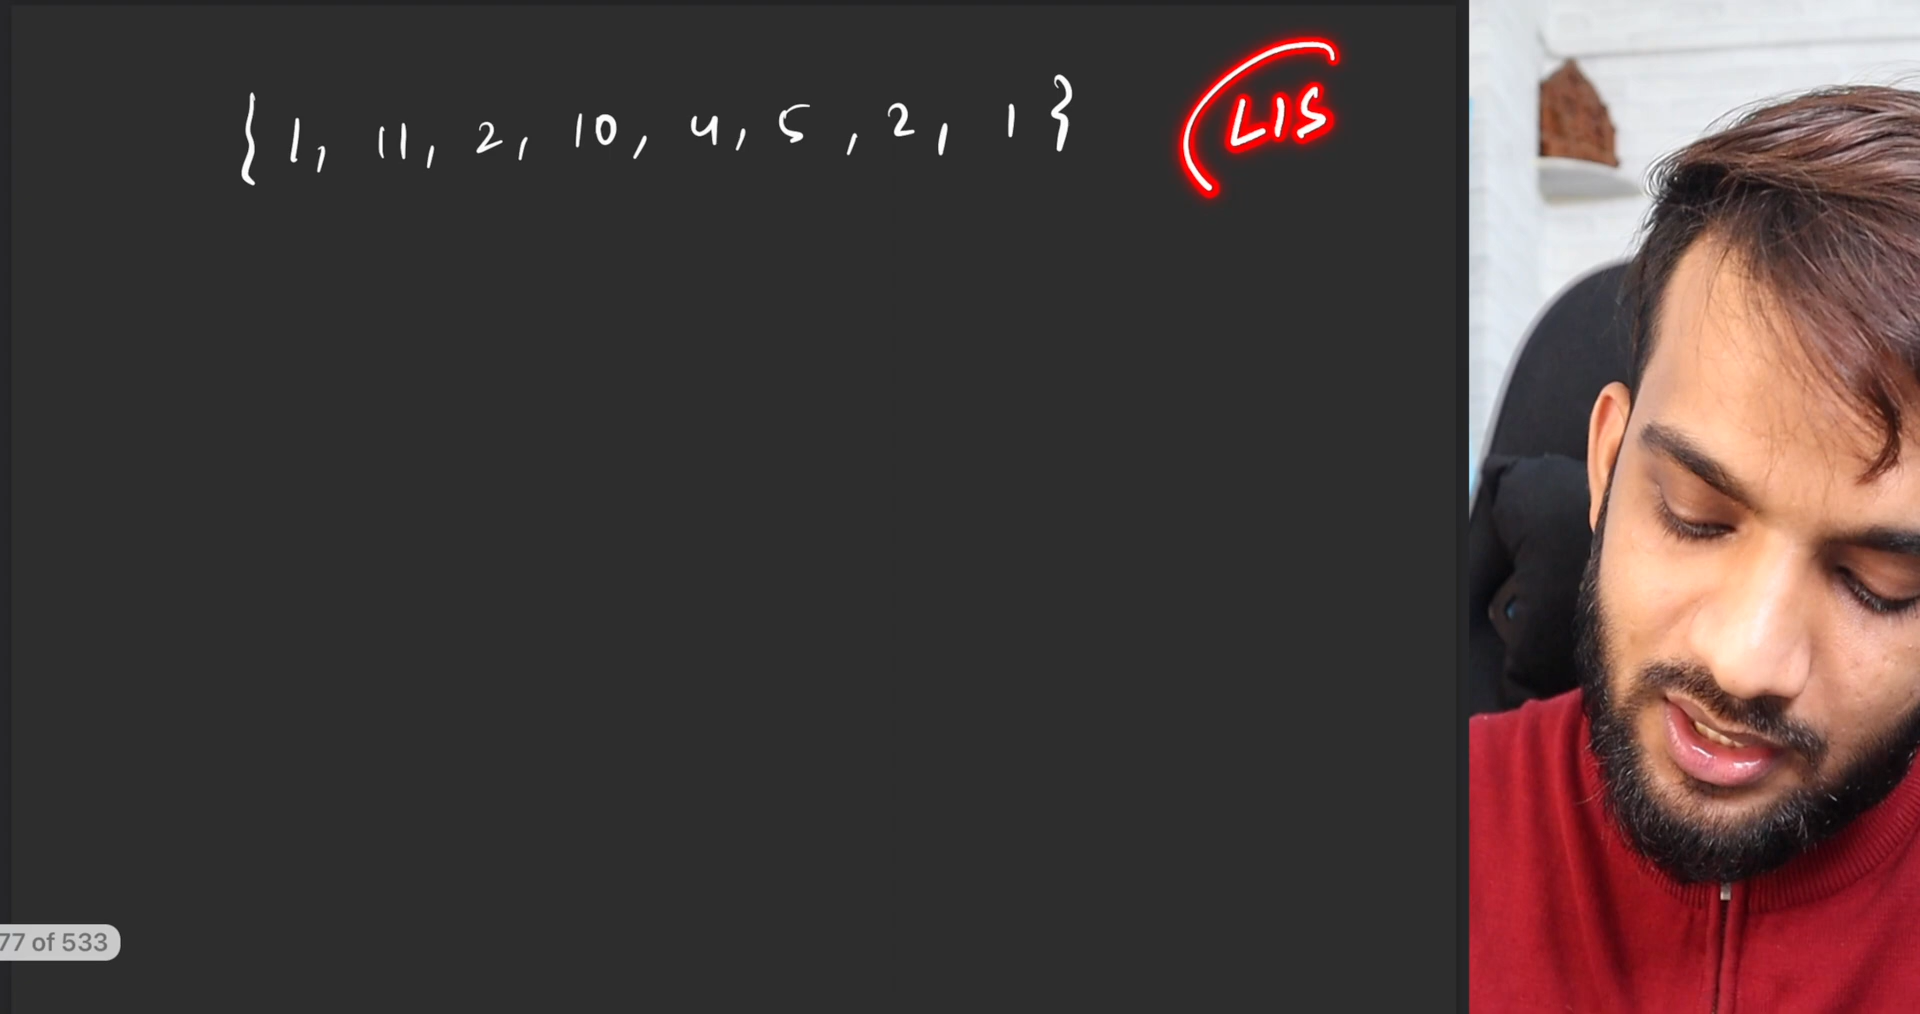 { 1, 11, 2, 10, 4, 5, 2, 1 } LIS
77 of 533